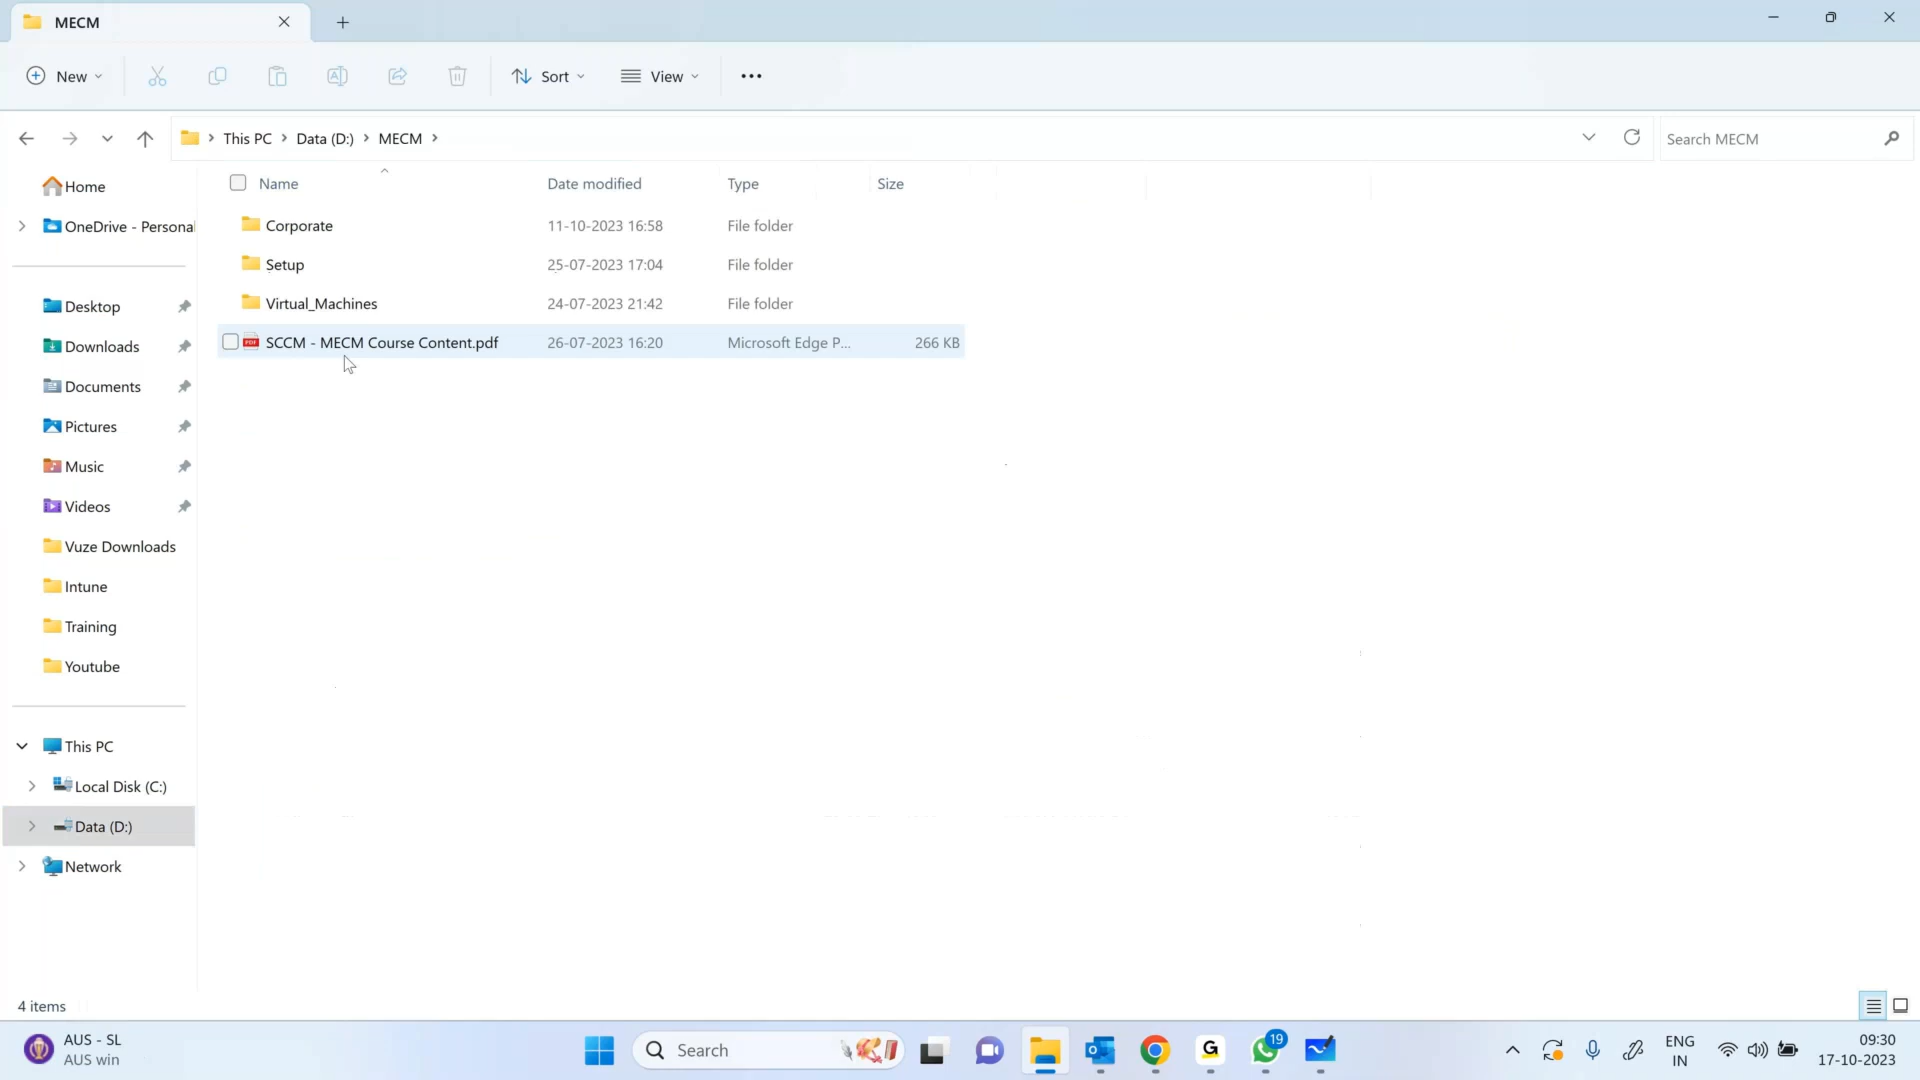 MECM
New
Sort
View
This PC
Data (D:)
MECM
Search MECM
Name
Date modified
Type
Size
Corporate
11-10-2023 16:58
File folder
Setup
25-07-2023 17:04
File folder
Virtual_Machines
24-07-2023 21:42
File folder
PDF
SCCM - MECM Course Content.pdf
26-07-2023 16:20
Microsoft Edge P...
266 KB
Home
OneDrive - Persona
Desktop
Downloads
Documents
Pictures
Music
Videos
Vuze Downloads
Intune
Training
Youtube
This PC
Local Disk (C:)
Data (D:)
Network
4 items
AUS - SL
AUS win
Search
G
19
ENG
IN
09:30
17-10-2023